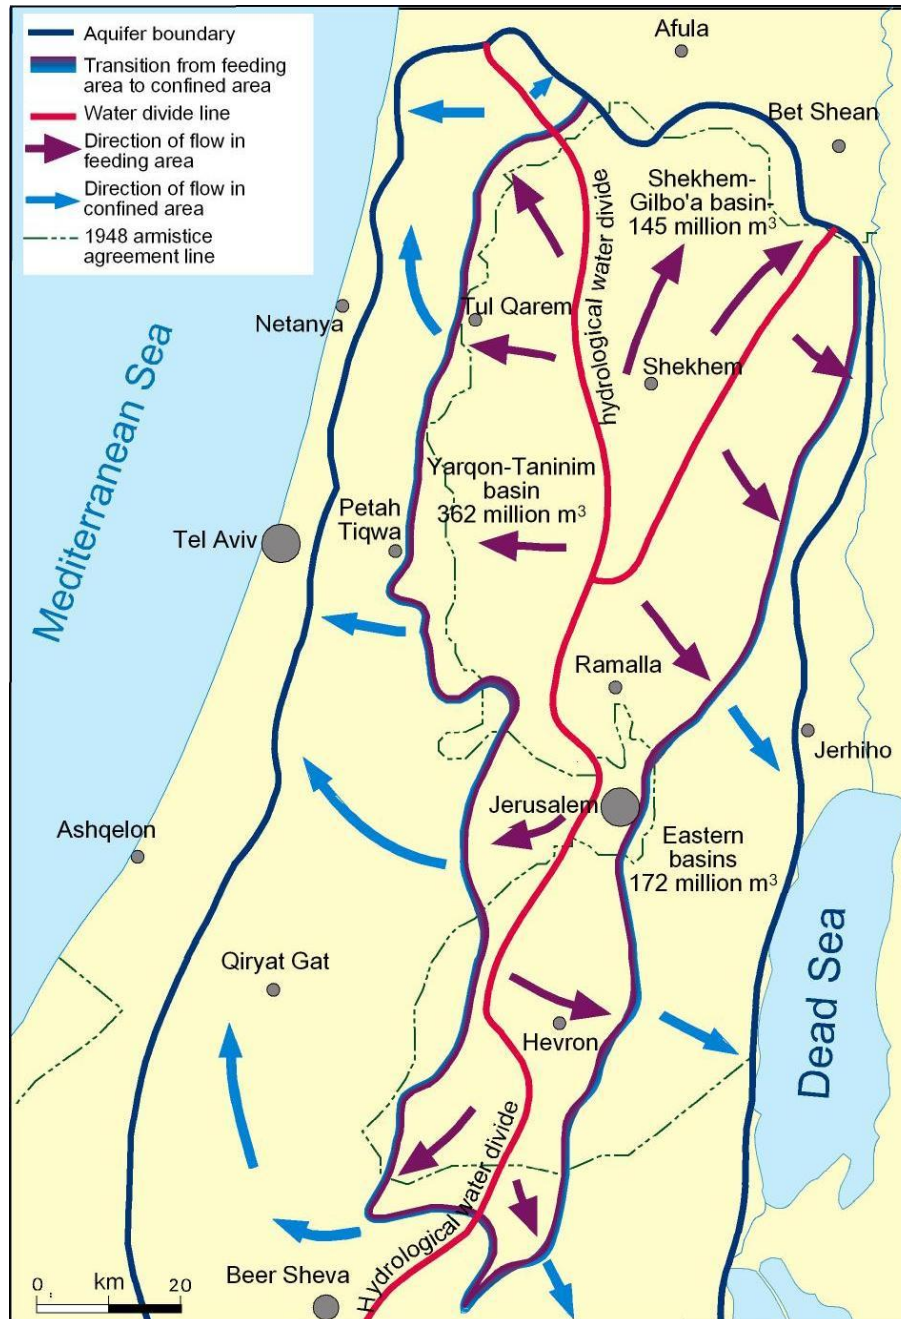 Aquifer boundary
Transition from feeding
area to confined area
Water divide line
Direction of flow in
feeding area
Direction of flow in
confined area
1948 armistice
agreement line
Afula
Bet Shean
Shekhem-
Gilbo'a basin-
145 million m³
hydrological water divide
Netanya
Tul Qarem
Shekhem
Mediterranean Sea
Yarqon-Taninim
basin
362 million m³
Petah
Tiqwa
Tel Aviv
Ramalla
Jerhiho
Jerusalem
Ashqelon
Eastern
basins
172 million m³
Qiryat Gat
Hevron
Dead Sea
Hydrological water divide
Beer Sheva
0 km 20